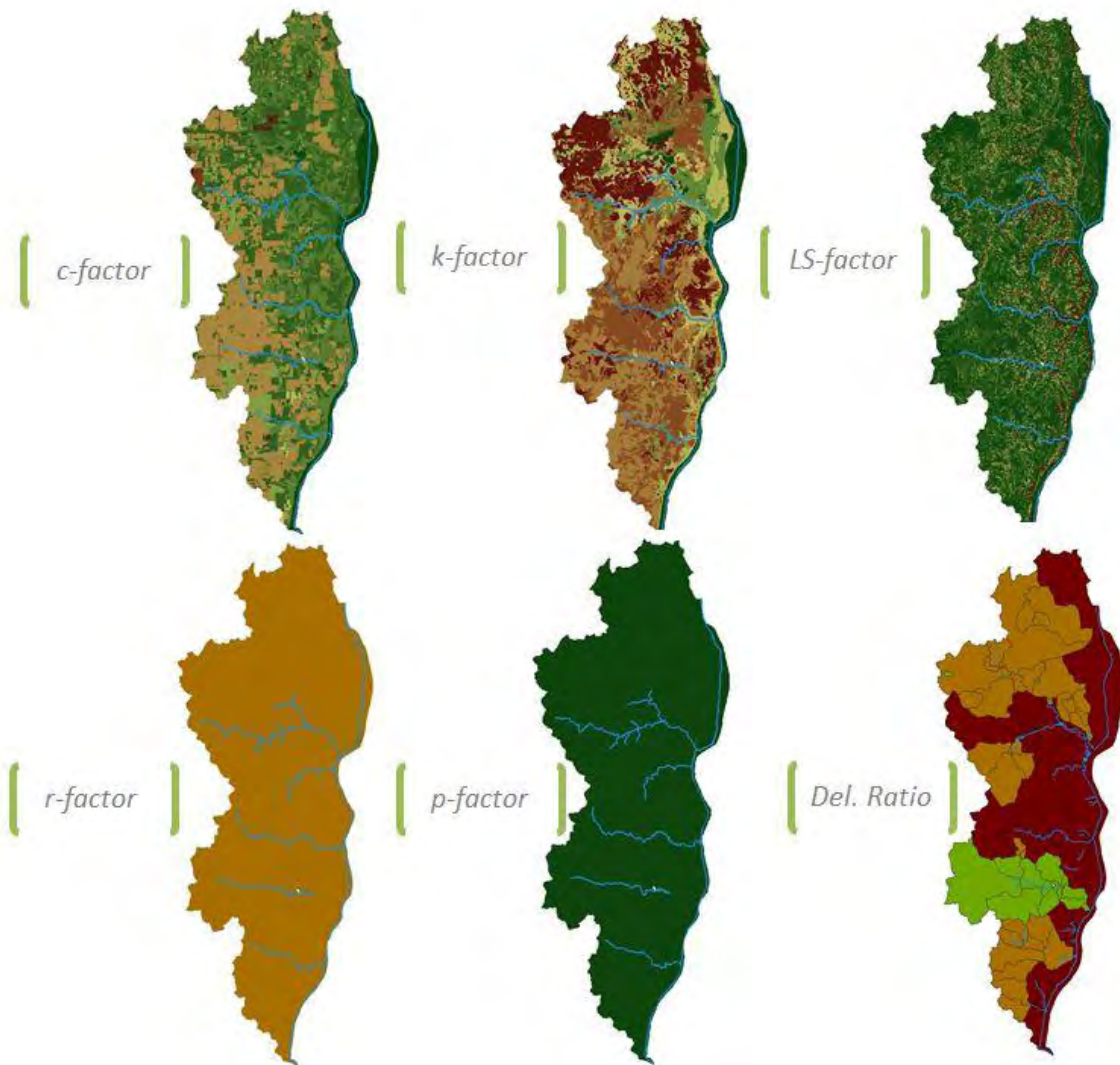 c-factor
k-factor
LS-factor
r-factor
p-factor
Del. Ratio